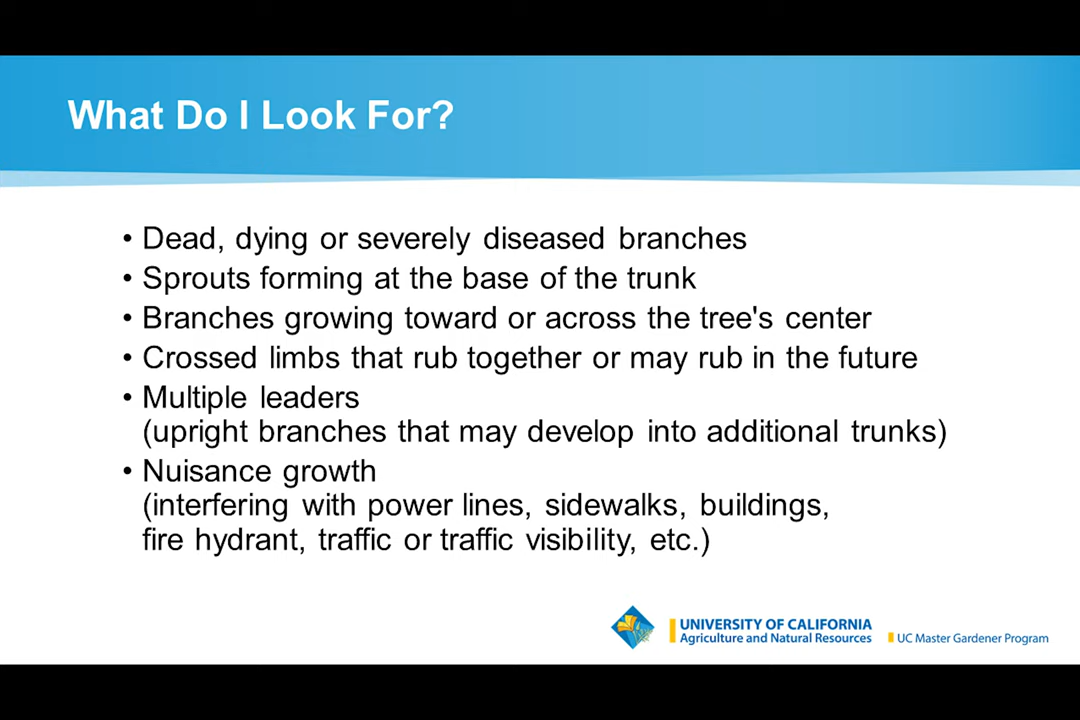 What Do I Look For?
• Dead, dying or severely diseased branches
• Sprouts forming at the base of the trunk
• Branches growing toward or across the tree's center
• Crossed limbs that rub together or may rub in the future
• Multiple leaders
(upright branches that may develop into additional trunks)
• Nuisance growth
(interfering with power lines, sidewalks, buildings,
fire hydrant, traffic or traffic visibility, etc.)
UNIVERSITY OF CALIFORNIA
Agriculture and Natural Resources
UC Master Gardener Program